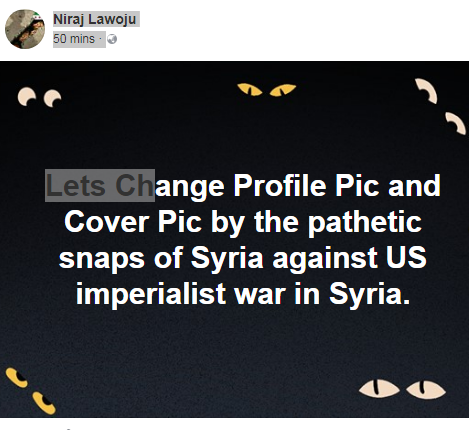 Niraj Lawoju
50 mins ·
Lets Change Profile Pic and
Cover Pic by the pathetic
snaps of Syria against US
imperialist war in Syria.